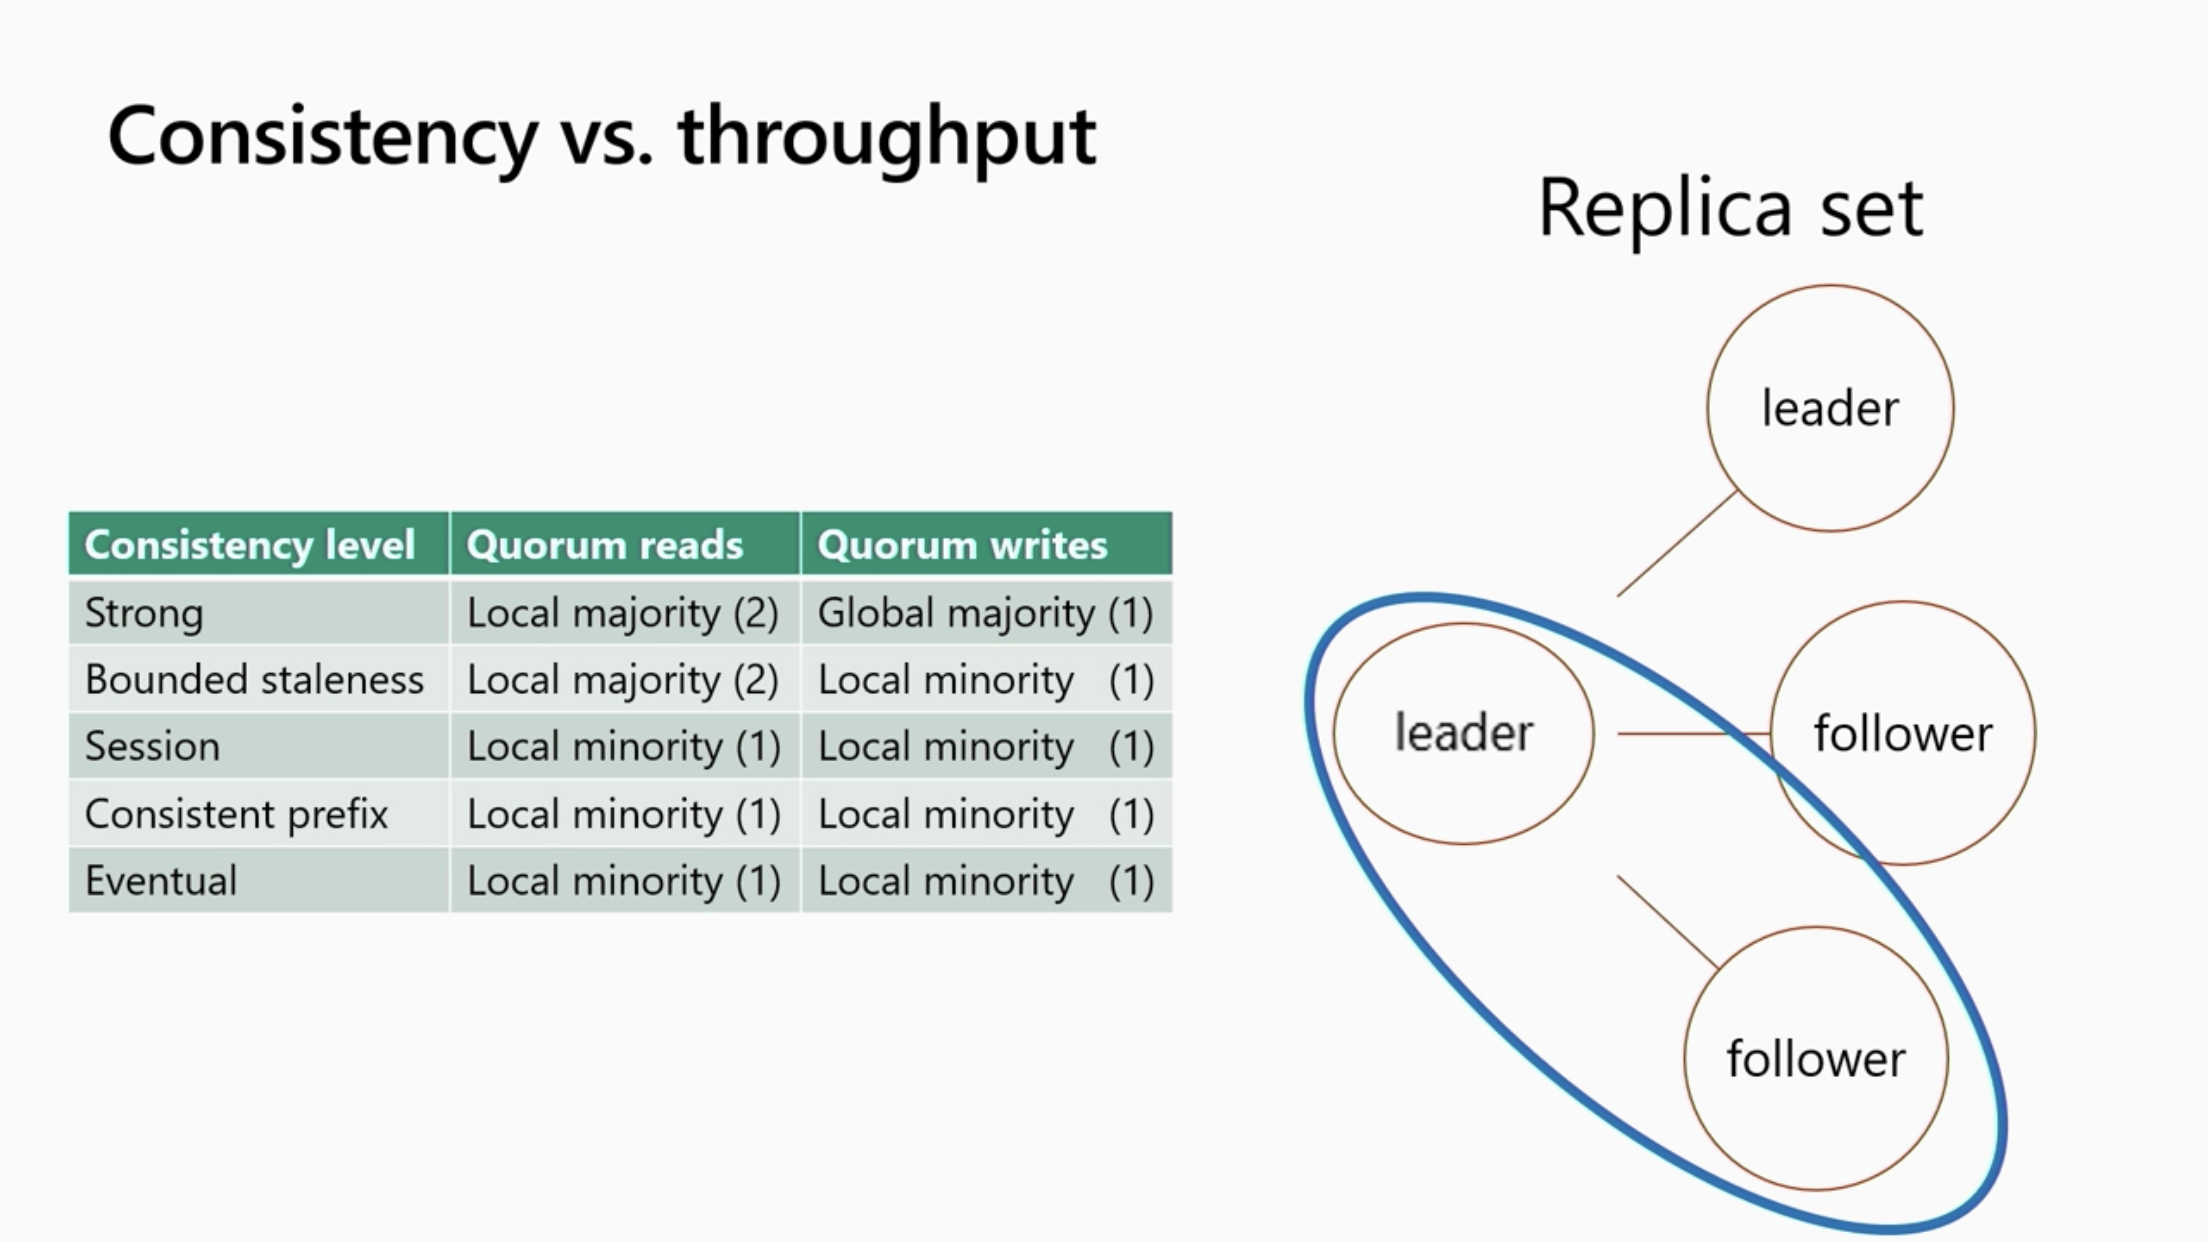 Consistency vs. throughput
Replica set
Consistency level Quorum reads Quorum writes
Strong Local majority (2) Global majority (1)
Bounded staleness Local majority (2) Local minority (1)
Session Local minority (1) Local minority (1)
Consistent prefix Local minority (1) Local minority (1)
Eventual Local minority (1) Local minority (1)
leader
leader
follower
follower